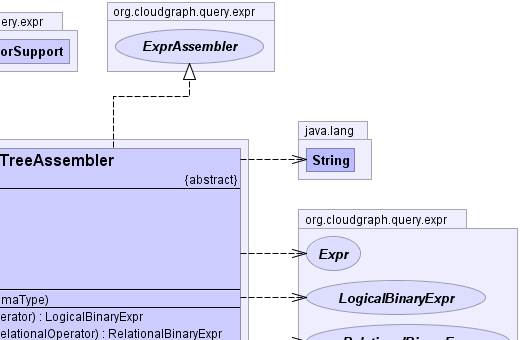 org.cloudgraph.query.expr
ery.expr
ExprAssembler
orSupport
java.lang
TreeAssembler
String
{abstract}
org.cloudgraph.query.expr
Expr
maType)
LogicalBinaryExpr
erator) : LogicalBinaryExpr
elationalOperator) : RelationalBinaryExpr